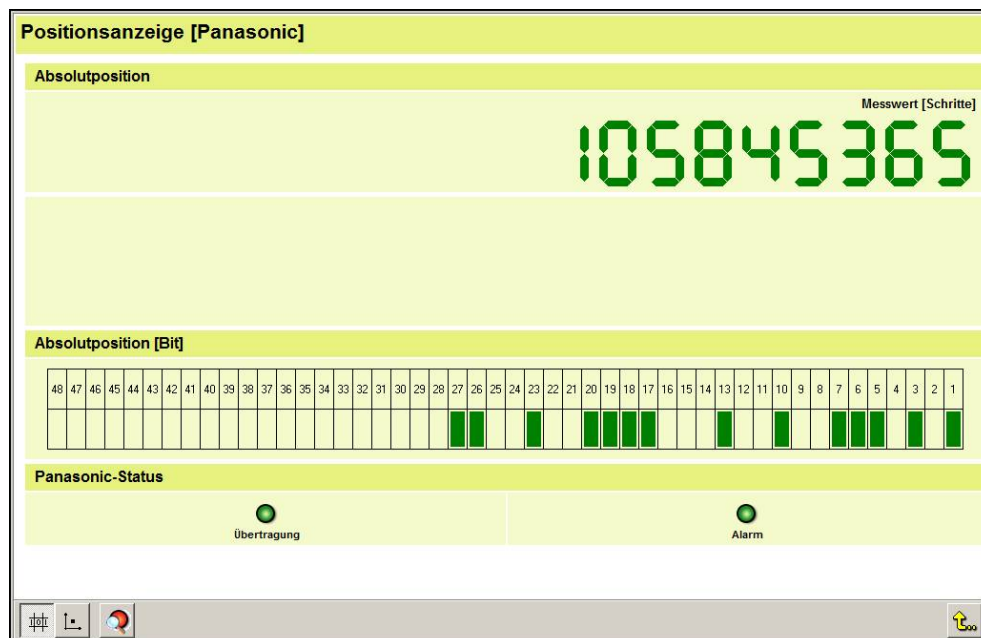 Positionsanzeige [Panasonic]
Absolutposition
Messwert [Schritte]
105845365
Absolutposition [Bit]
48 47 46 45 44 43 42 41 40 39 38 37 36 35 34 33 32 31 30 29 28 27 26 25 24 23 22 21 20 19 18 17 16 15 14 13 12 11 10 9 8 7 6 5 4 3 2 1
Panasonic-Status
Übertragung Alarm